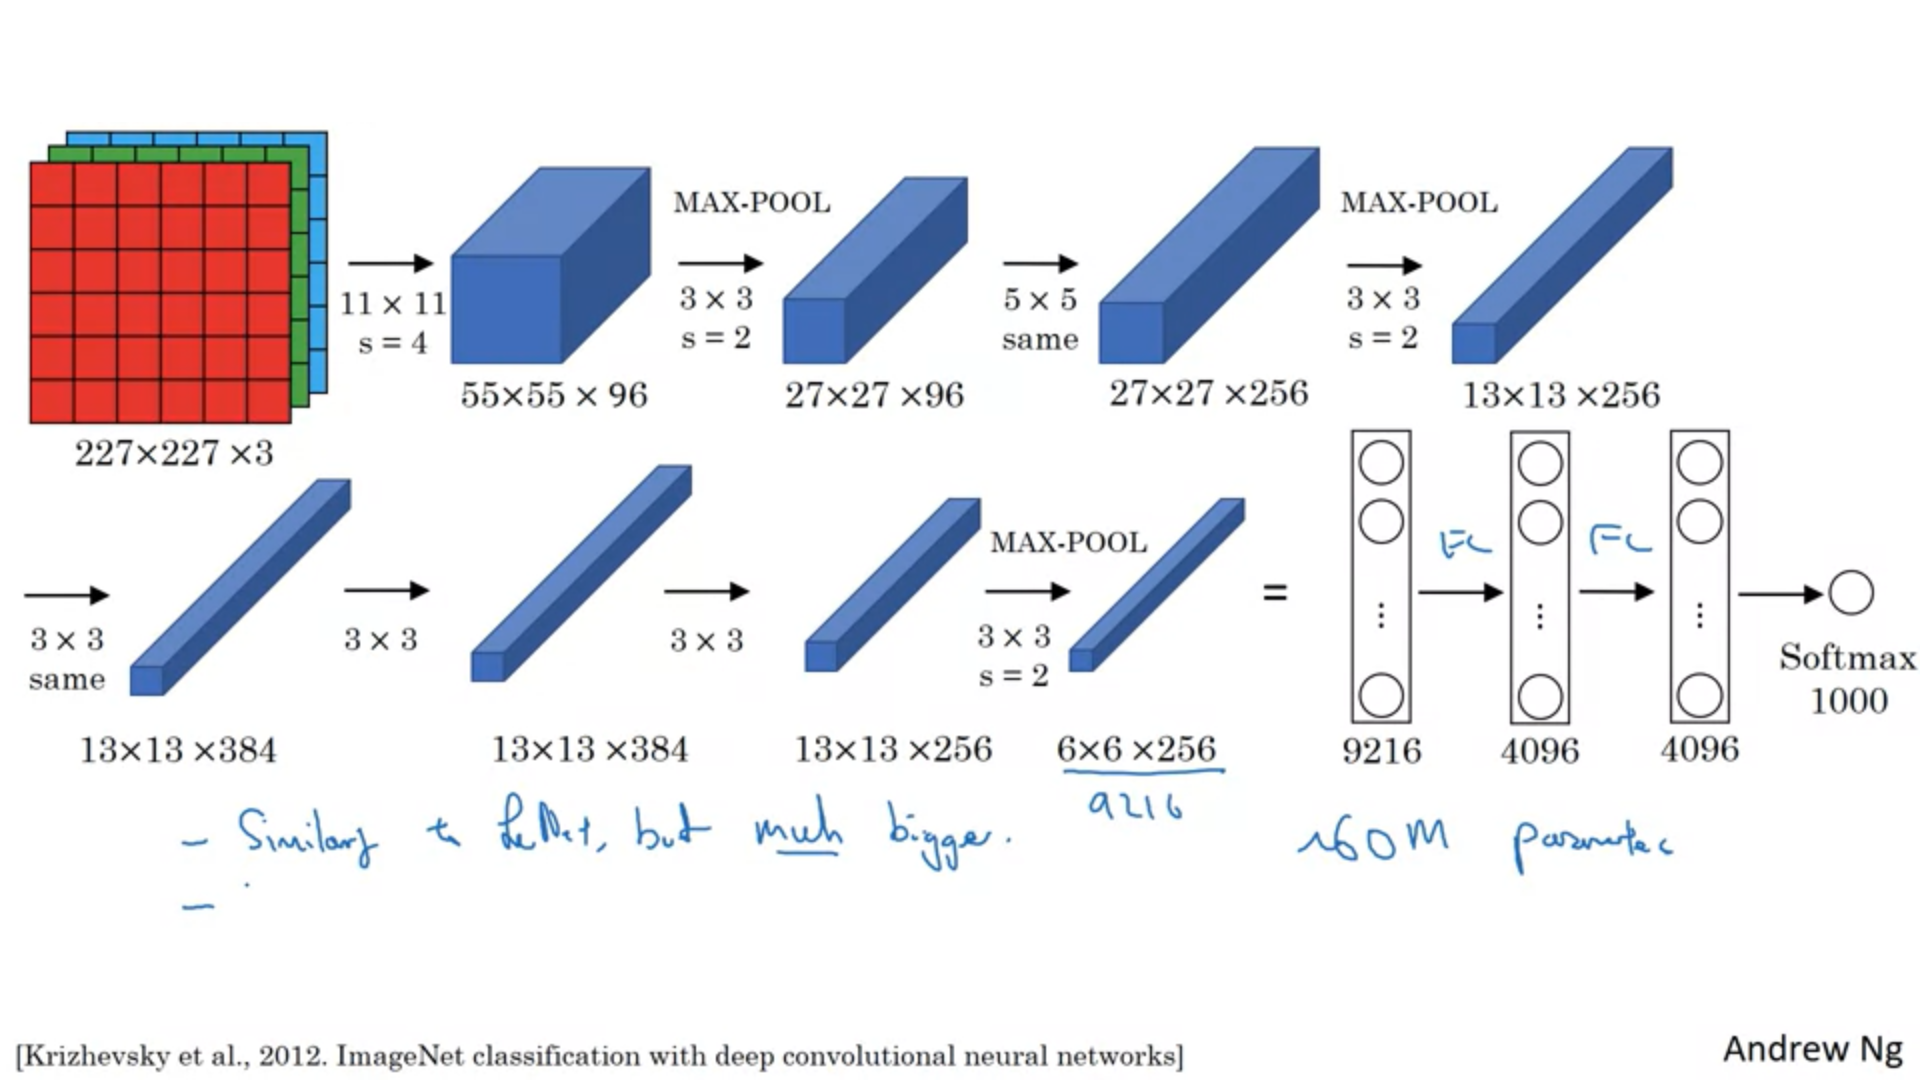 MAX-POOL
MAX-POOL
11 × 11
s = 4
3 × 3
s = 2
5 × 5
same
3 × 3
s = 2
227×227 ×3
55×55 × 96
27×27 ×96
27×27 ×256
13×13 ×256
MAX-POOL
FC
FC
3 × 3
same
3 × 3
3 × 3
3 × 3
s = 2
=
⋮
⋮
⋮
Softmax
1000
13×13 ×384
13×13 ×384
13×13 ×256
6×6 ×256
9216
4096
4096
9216
- Similarity to LeNet, but much bigger.
~60M parameters
-
[Krizhevsky et al., 2012. ImageNet classification with deep convolutional neural networks]
Andrew Ng